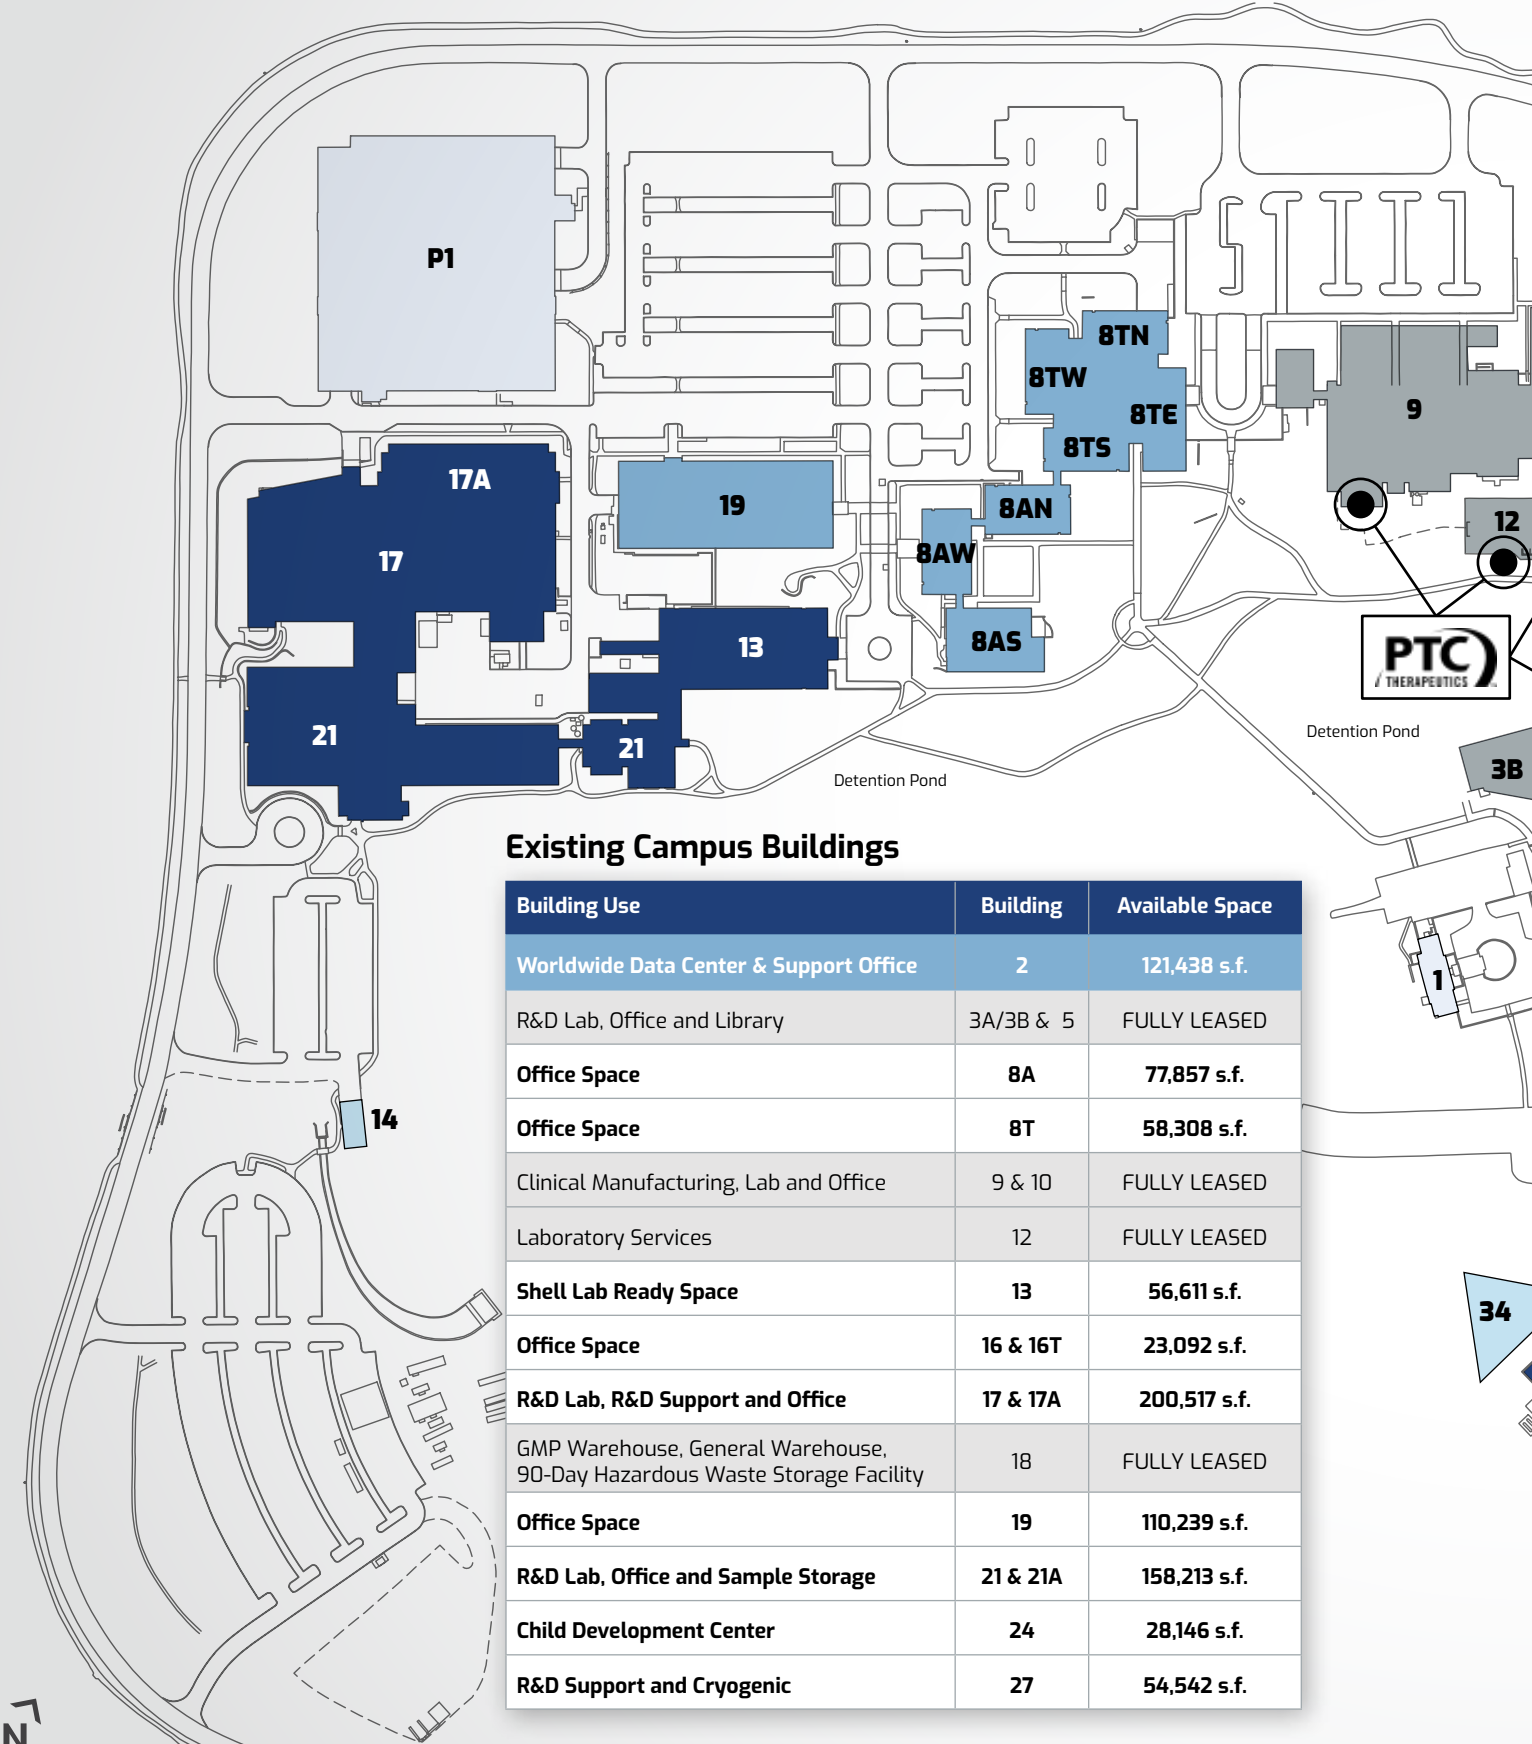 P1
8TN
8TW
8TE
8TS
9
17A
17
19
8AN
8AW
8AS
12
13
21
21
PTC
THERAPEUTICS
Detention Pond
Detention Pond
3B
1
14
34
N
Existing Campus Buildings
Building Use Building Available Space
Worldwide Data Center & Support Office 2 121,438 s.f.
R&D Lab, Office and Library 3A/3B & 5 FULLY LEASED
Office Space 8A 77,857 s.f.
Office Space 8T 58,308 s.f.
Clinical Manufacturing, Lab and Office 9 & 10 FULLY LEASED
Laboratory Services 12 FULLY LEASED
Shell Lab Ready Space 13 56,611 s.f.
Office Space 16 & 16T 23,092 s.f.
R&D Lab, R&D Support and Office 17 & 17A 200,517 s.f.
GMP Warehouse, General Warehouse,
90-Day Hazardous Waste Storage Facility 18 FULLY LEASED
Office Space 19 110,239 s.f.
R&D Lab, Office and Sample Storage 21 & 21A 158,213 s.f.
Child Development Center 24 28,146 s.f.
R&D Support and Cryogenic 27 54,542 s.f.